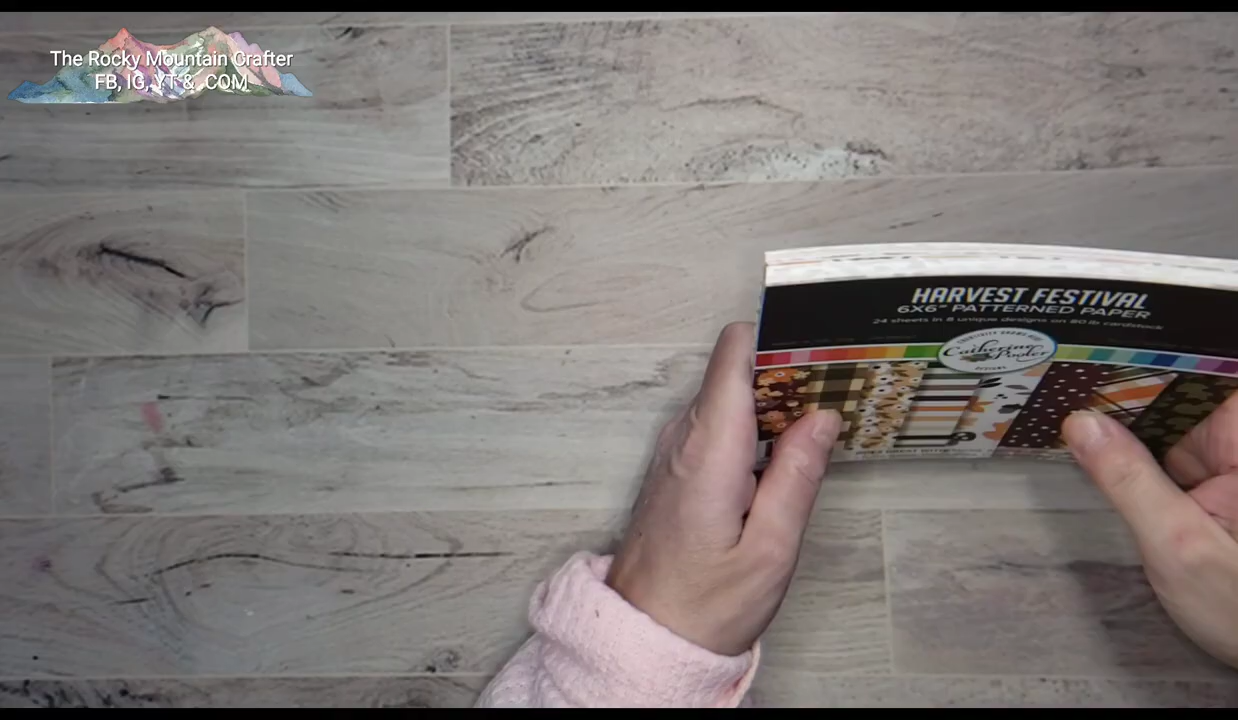 The Rocky Mountain Crafter
FB, IG, YT & .COM
HARVEST FESTIVAL
6X6" PATTERNED PAPER
24 sheets in 8 unique designs on 80 lb cardstock
Catherine Pooler
DESIGNS